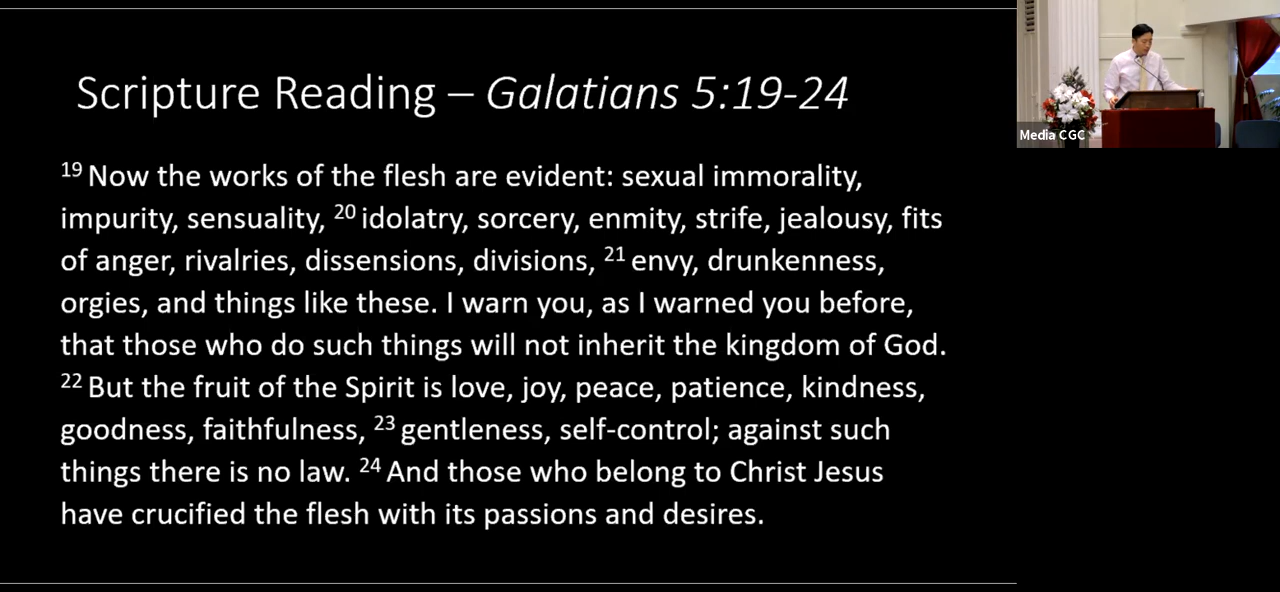 Scripture Reading – Galatians 5:19-24
19 Now the works of the flesh are evident: sexual immorality,
impurity, sensuality, 20 idolatry, sorcery, enmity, strife, jealousy, fits
of anger, rivalries, dissensions, divisions, 21 envy, drunkenness,
orgies, and things like these. I warn you, as I warned you before,
that those who do such things will not inherit the kingdom of God.
22 But the fruit of the Spirit is love, joy, peace, patience, kindness,
goodness, faithfulness, 23 gentleness, self-control; against such
things there is no law. 24 And those who belong to Christ Jesus
have crucified the flesh with its passions and desires.
Media CGC